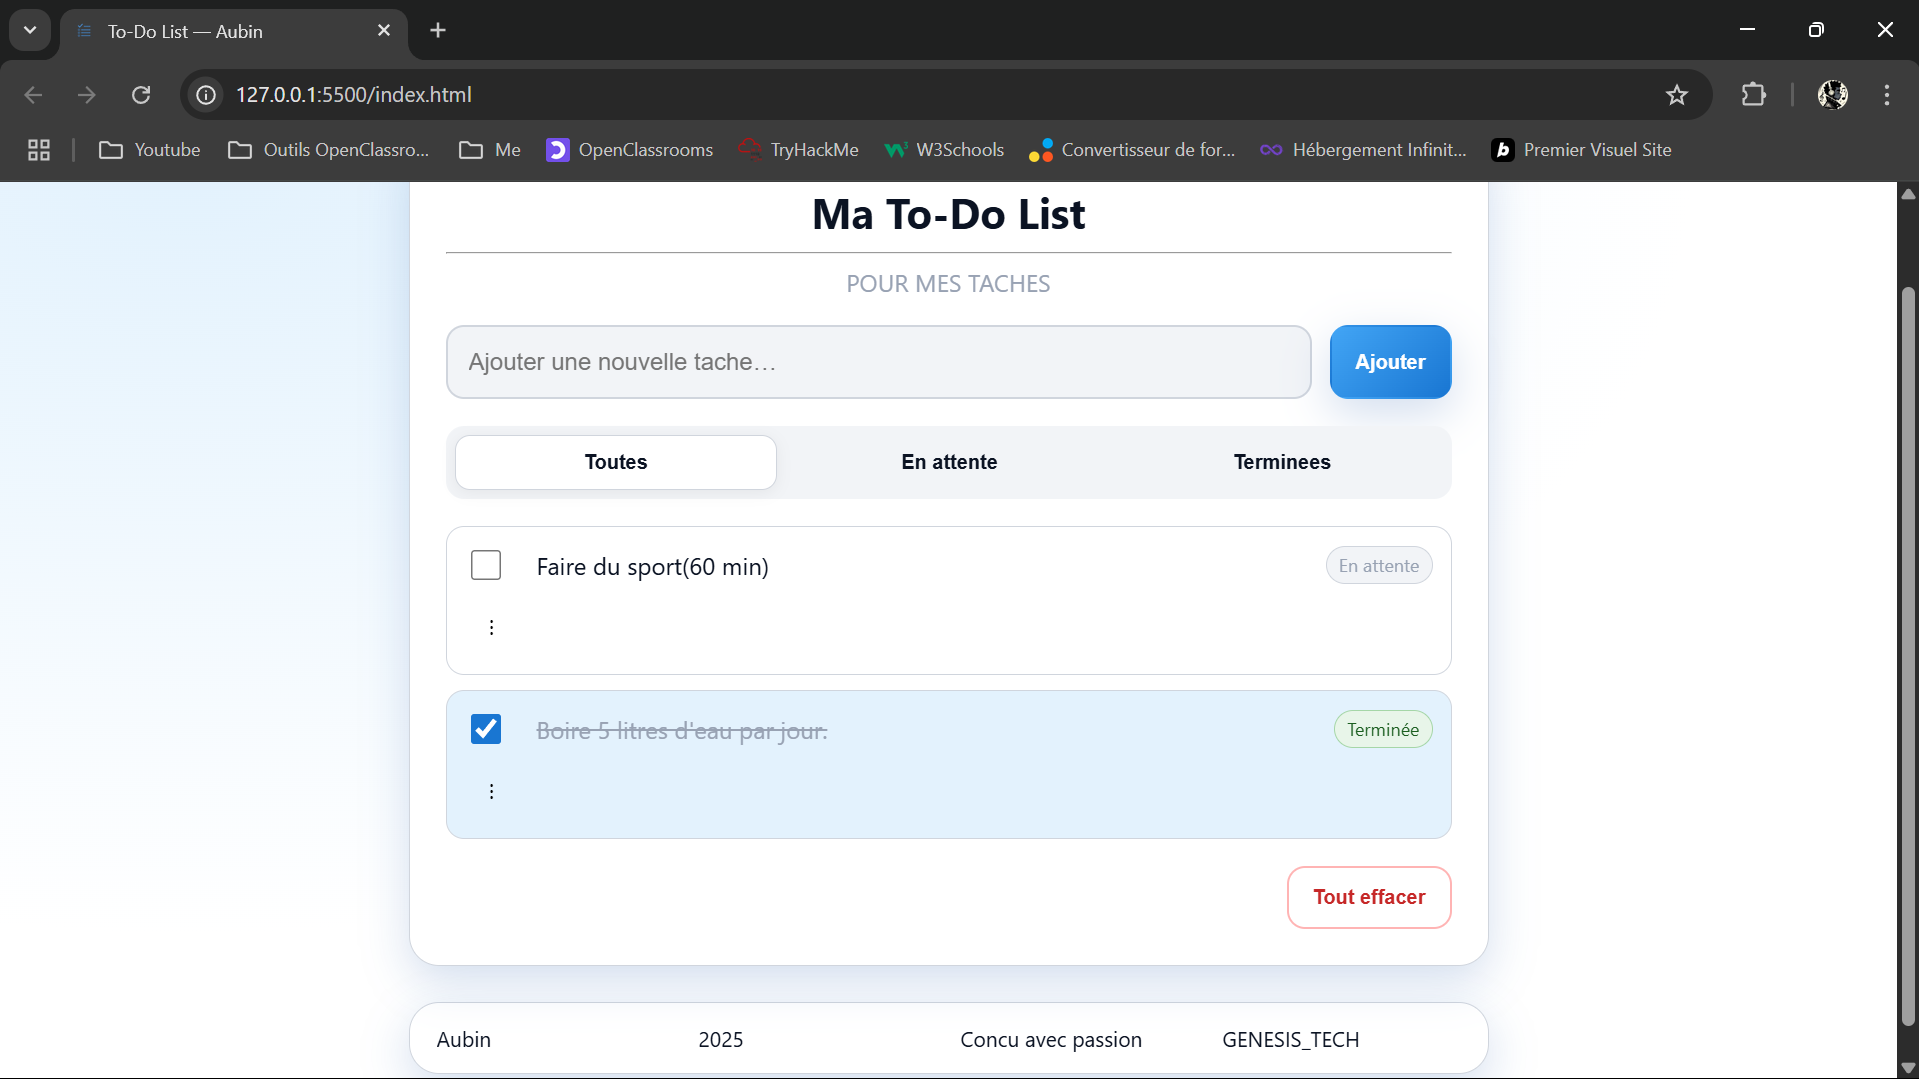 To-Do List — Aubin
127.0.0.1:5500/index.html
Youtube Outils OpenClassro... Me OpenClassrooms TryHackMe W3Schools Convertisseur de for... Hébergement Infinit... Premier Visuel Site
Ma To-Do List
POUR MES TACHES
Ajouter une nouvelle tache… Ajouter
Toutes En attente Terminees
Faire du sport(60 min) En attente
Boire 5 litres d'eau par jour. Terminée
Tout effacer
Aubin 2025 Concu avec passion GENESIS_TECH